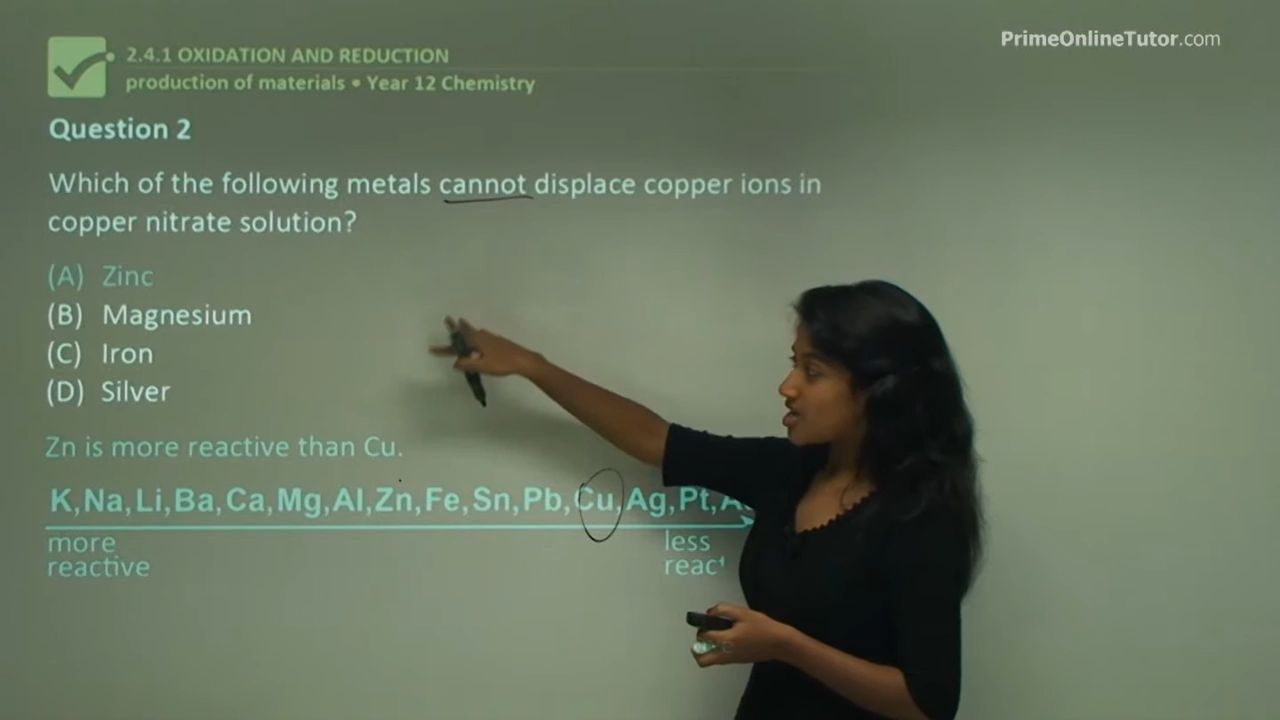 PrimeOnlineTutor.com
2.4.1 OXIDATION AND REDUCTION
production of materials • Year 12 Chemistry
Question 2
Which of the following metals cannot displace copper ions in
copper nitrate solution?
(A) Zinc
(B) Magnesium
(C) Iron
(D) Silver
Zn is more reactive than Cu.
K,Na,Li,Ba,Ca,Mg,Al,Zn,Fe,Sn,Pb,Cu,Ag,Pt,
more less
reactive